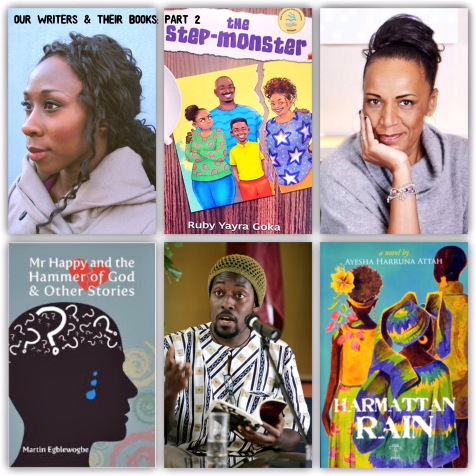 OUR WRITERS & THEIR BOOKS: PART 2
the
STEP-MONSTER
Ruby Yayra Goka
Mr Happy and the
Hammer of God
& Other Stories
Martin Egblewogbe
a novel by
AYESHA HARRUNA ATTAH
HARMATTAN
RAIN